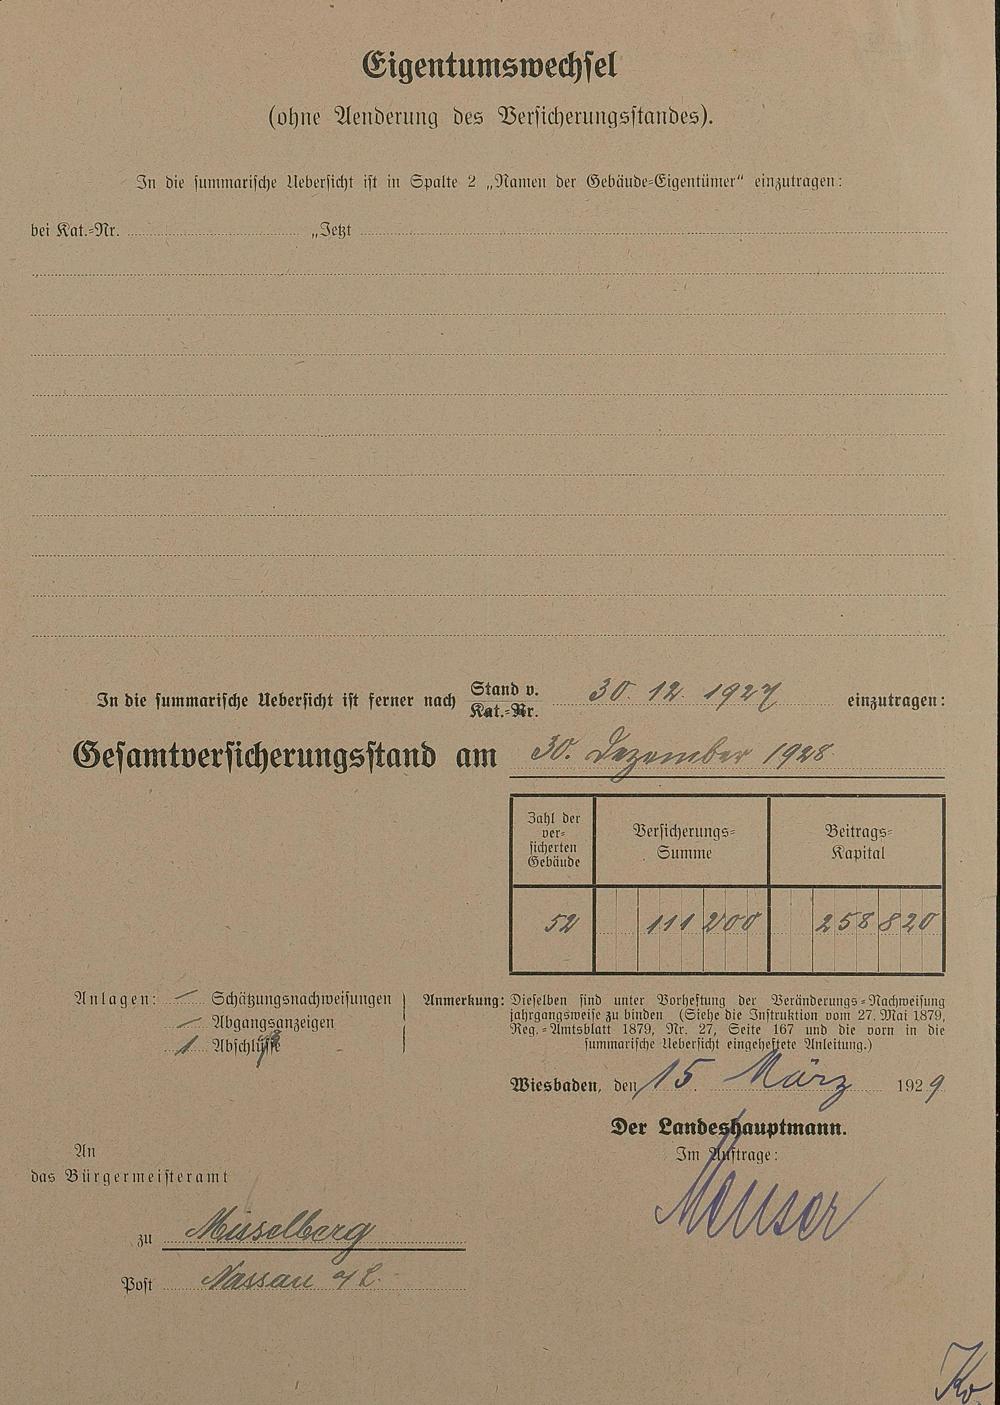 Eigentumswechsel
(ohne Aenderung des Versicherungsstandes).
In die summarische Uebersicht ist in Spalte 2 „Namen der Gebäude-Eigentümer“ einzutragen:
bei Kat.-Nr. „Jetzt
In die summarische Uebersicht ist ferner nach Stand v. 30. 12. 1927 einzutragen:
Kat.-Nr.
Gesamtversicherungsstand am 30. Dezember 1928
Zahl der versicherten Gebäude
Versicherungs-Summe
Beitrags-Kapital
52 111 200 258 820
Anlagen: — Schätzungsnachweisungen
— Abgangsanzeigen
1 Abschluß
Anmerkung: Dieselben sind unter Vorheftung der Veränderungs-Nachweisung
jahrgangsweise zu binden (Siehe die Instruktion vom 27. Mai 1879,
Reg.-Amtsblatt 1879, Nr. 27, Seite 167 und die vorn in die
summarische Uebersicht eingeheftete Anleitung.)
Wiesbaden, den 15. März 1929
Der Landeshauptmann.
Im Auftrage:
Menser
An
das Bürgermeisteramt
zu Misselberg
Post Nassau a/L.